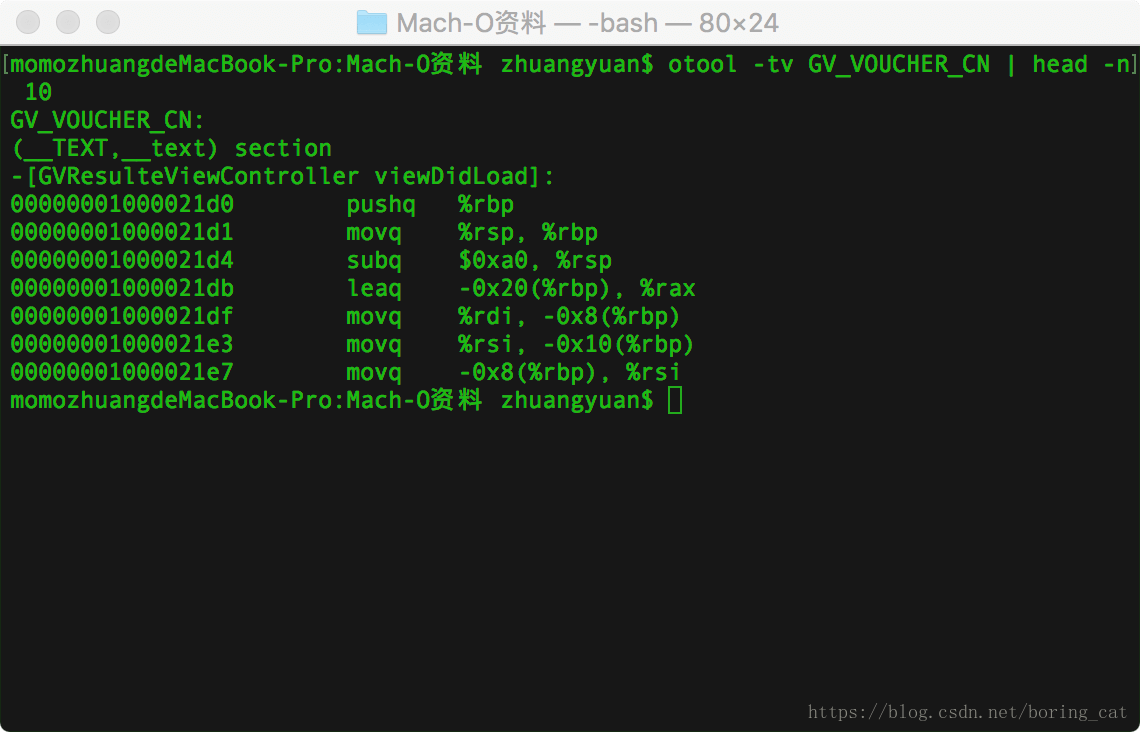 Mach-O资料 — -bash — 80×24
[momozhuangdeMacBook-Pro:Mach-O资料 zhuangyuan$ otool -tv GV_VOUCHER_CN | head -n]
 10
GV_VOUCHER_CN:
(__TEXT,__text) section
-[GVResulteViewController viewDidLoad]:
00000001000021d0	pushq	%rbp
00000001000021d1	movq	%rsp, %rbp
00000001000021d4	subq	$0xa0, %rsp
00000001000021db	leaq	-0x20(%rbp), %rax
00000001000021df	movq	%rdi, -0x8(%rbp)
00000001000021e3	movq	%rsi, -0x10(%rbp)
00000001000021e7	movq	-0x8(%rbp), %rsi
momozhuangdeMacBook-Pro:Mach-O资料 zhuangyuan$
https://blog.csdn.net/boring_cat